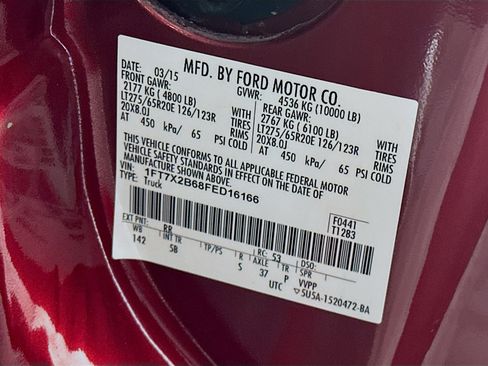 MFD. BY FORD MOTOR CO.
03/15 GVWR: 4536 KG (10000 LB)
FRONT GAWR: REAR GAWR:
2177 KG ( 4800 LB) WITH 2767 KG ( 6100 LB) WITH
LT275/65R20E 126/123R TIRES LT275/65R20E 126/123R TIRES
20X8.0J RIMS 20X8.0J RIMS
AT 450 kPa/ 65 PSI COLD AT 450 kPa/ 65 PSI COLD
THIS VEHICLE CONFORMS TO ALL APPLICABLE FEDERAL MOTOR
VEHICLE SAFETY STANDARDS IN EFFECT ON THE DATE OF
MANUFACTURE SHOWN ABOVE.
VIN: 1FT7X2B68FED16166
TYPE: Truck
F0441
T12B3
EXT PNT: RR RC: 53 DSO:
WB INT TR TP/PS R AXLE TR SPR
142 5B 5 37 P VVPP
UTC 5U5A-1520472-BA